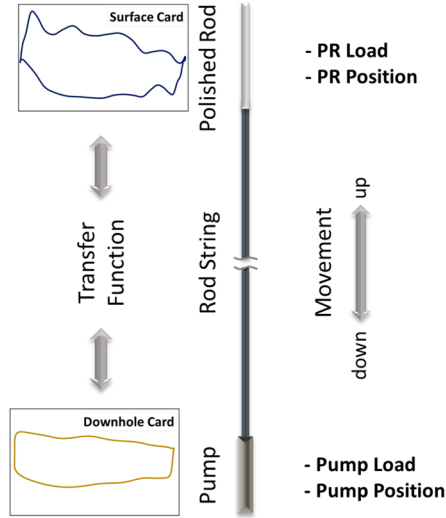 Surface Card
Polished Rod
- PR Load
- PR Position
Transfer
Function
Rod String
Movement
up
down
Downhole Card
Pump
- Pump Load
- Pump Position